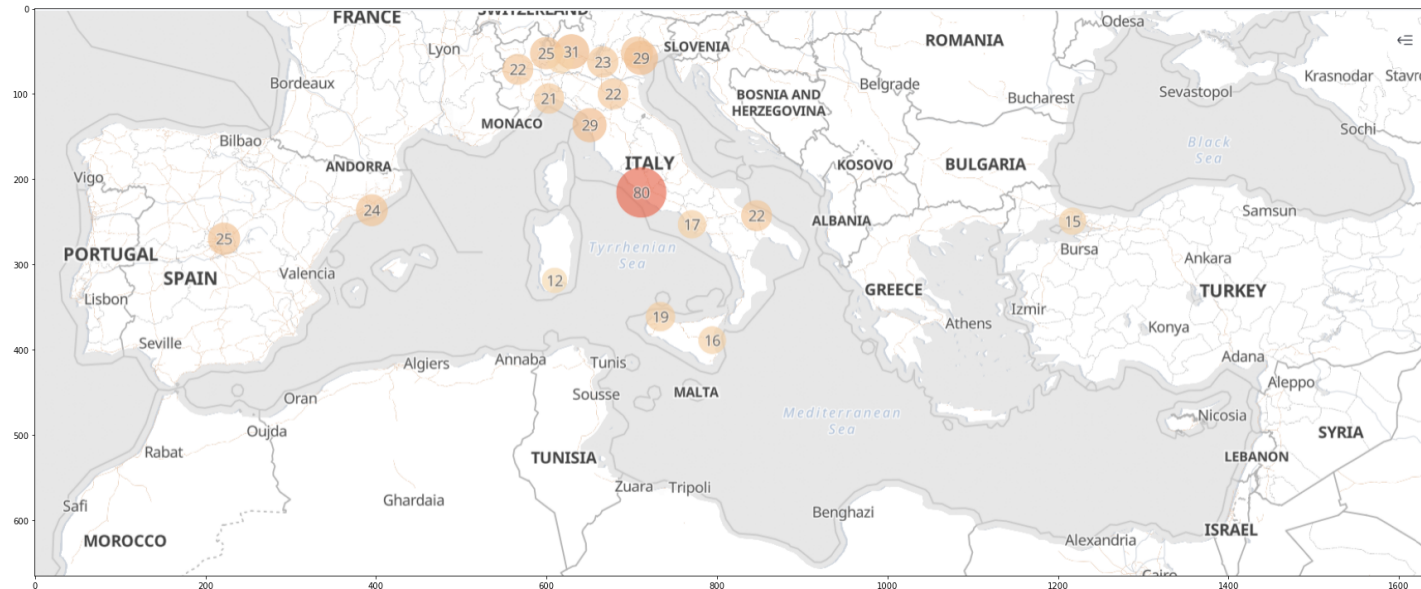 0
100
200
300
400
500
600
0
200
400
600
800
1000
1200
1400
1600
FRANCE
SWITZERLAND
Lyon
Bordeaux
25
31
23
29
22
21
22
29
SLOVENIA
Odesa
ROMANIA
Belgrade
Bucharest
Sevastopol
Krasnodar
Stavro
Sochi
BOSNIA AND
HERZEGOVINA
MONACO
Black
Sea
Bilbao
ANDORRA
Vigo
ITALY
KOSOVO
BULGARIA
80
24
25
17
22
15
ALBANIA
Samsun
Bursa
Ankara
PORTUGAL
SPAIN
Valencia
Lisbon
Seville
Tyrrhenian
Sea
12
19
16
GREECE
Athens
Izmir
TURKEY
Konya
Adana
Aleppo
Algiers
Annaba
Tunis
Oran
Sousse
MALTA
Mediterranean
Sea
Nicosia
SYRIA
LEBANON
Oujda
Rabat
TUNISIA
Ghardaia
Zuara
Tripoli
Benghazi
Safi
MOROCCO
Alexandria
Cairo
ISRAEL